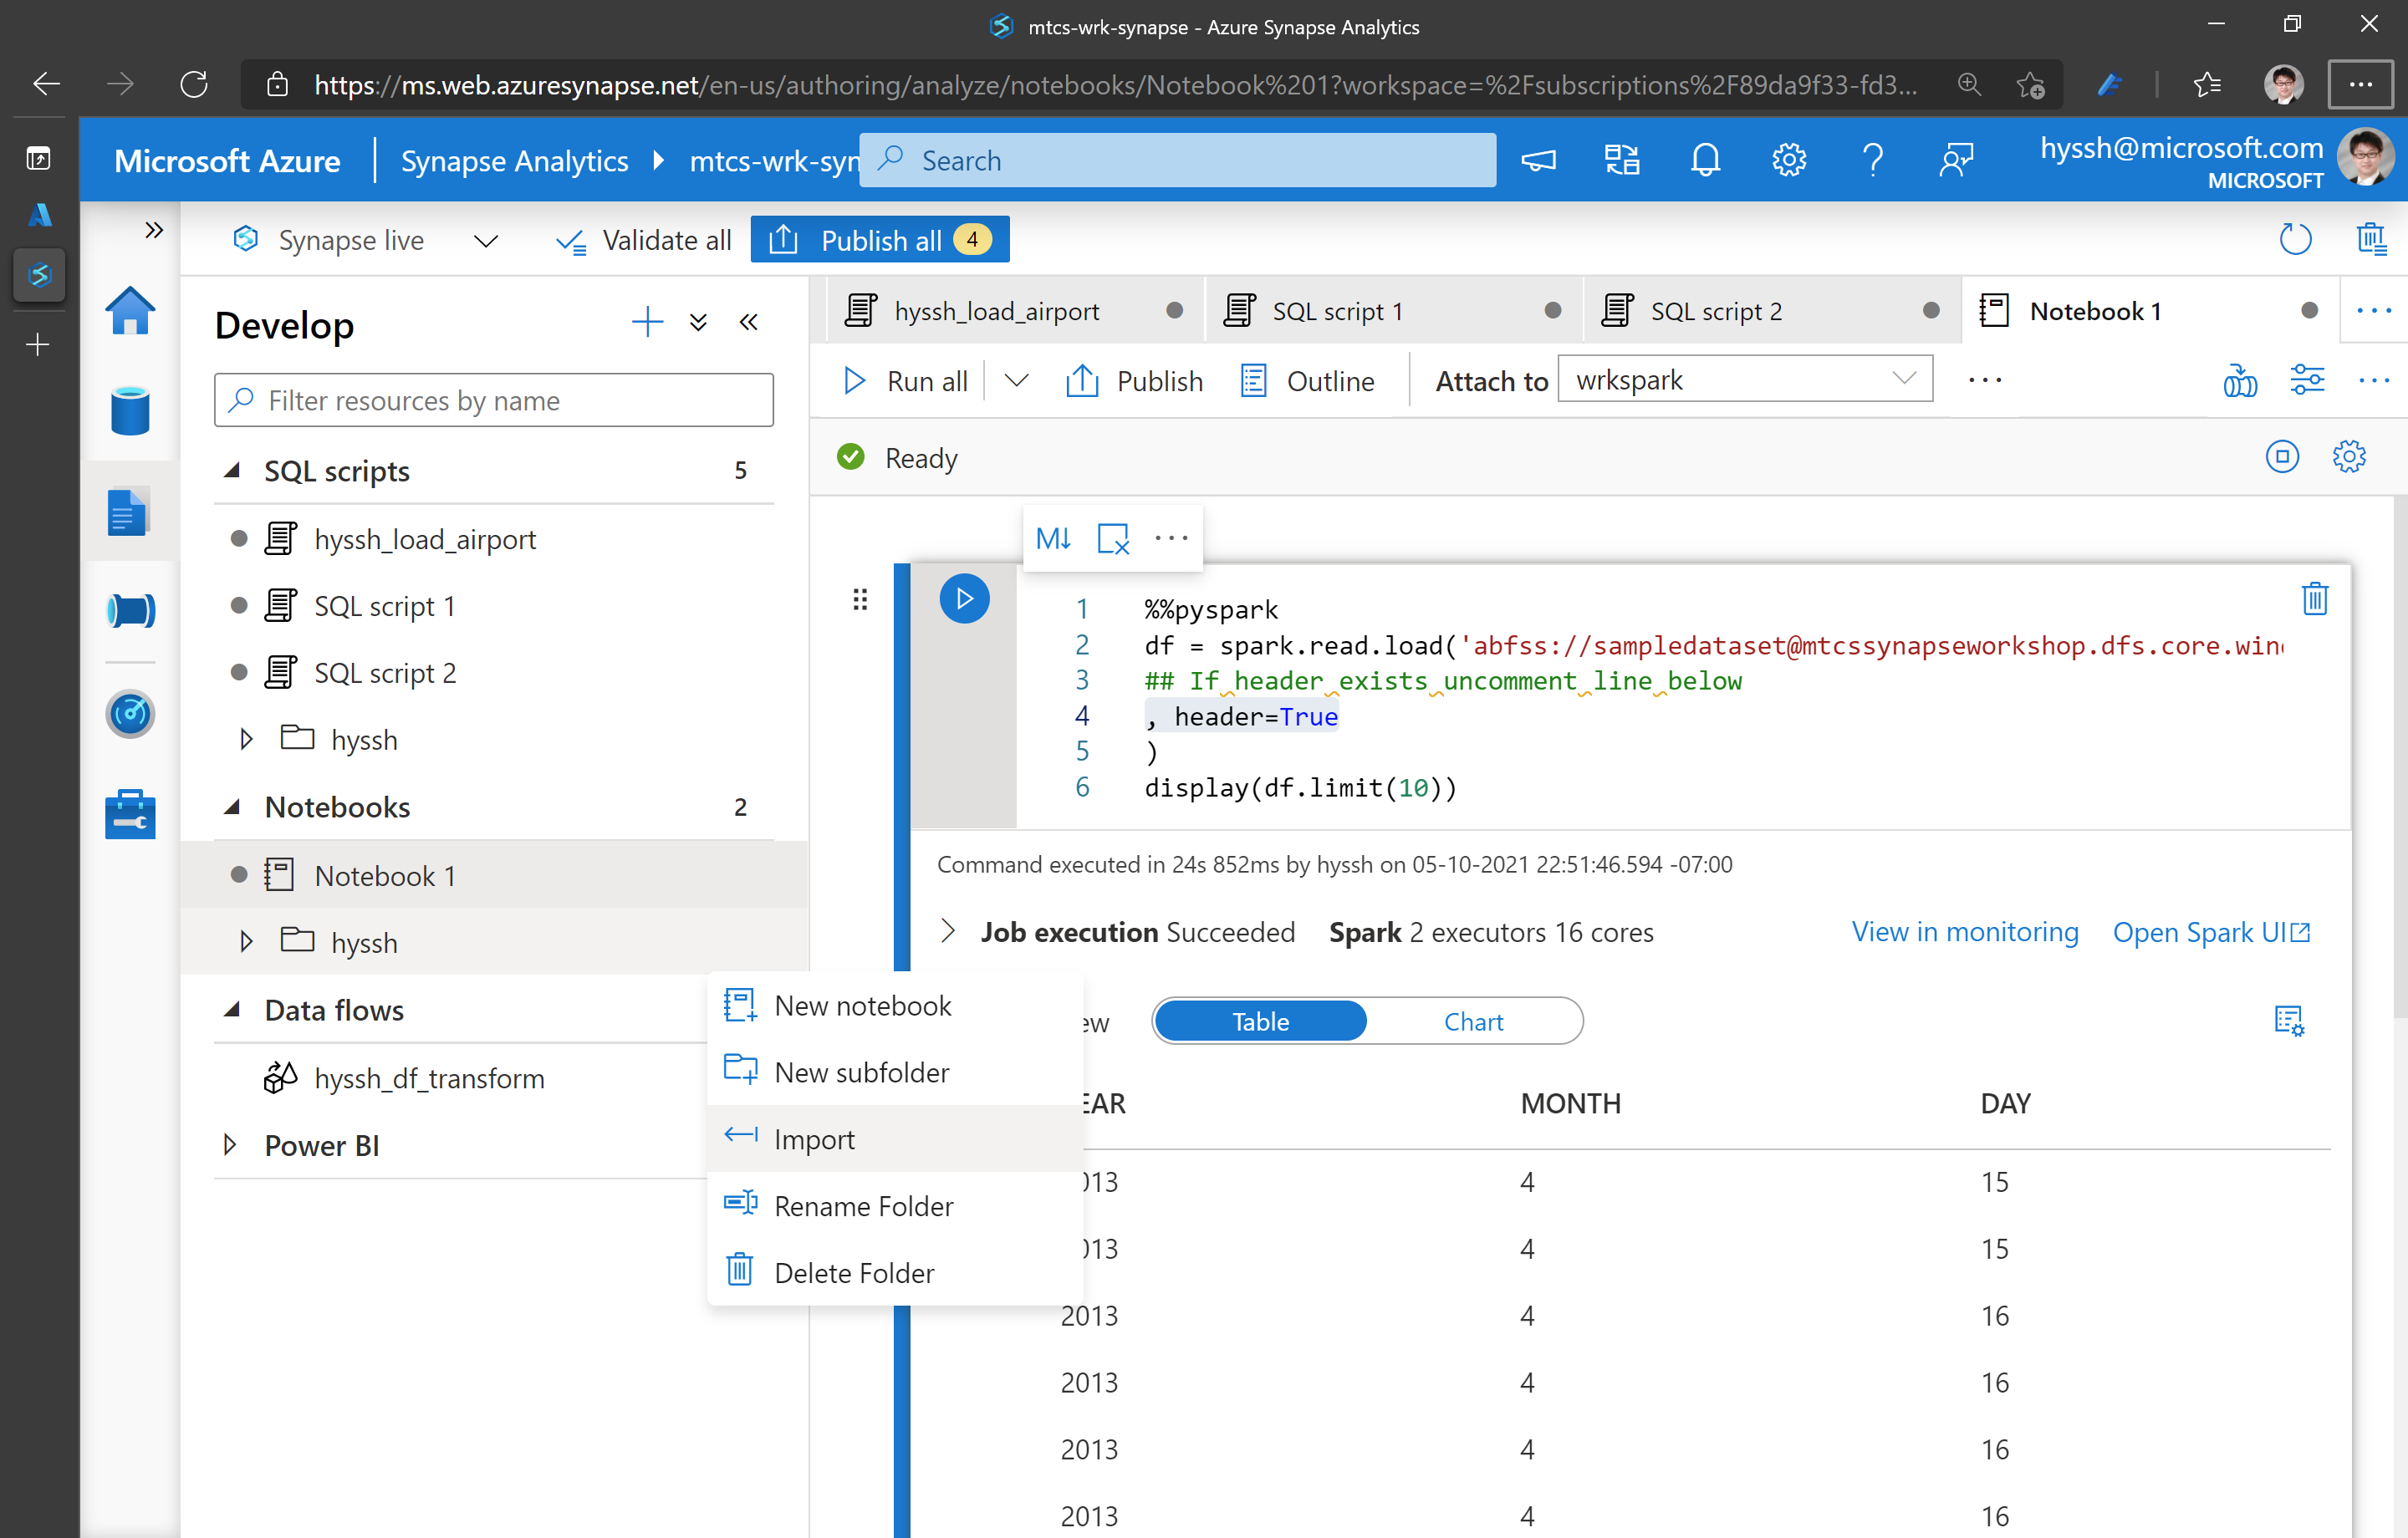 mtcs-wrk-synapse - Azure Synapse Analytics
https://ms.web.azuresynapse.net/en-us/authoring/analyze/notebooks/Notebook%201?workspace=%2Fsubscriptions%2F89da9f33-fd3...
Microsoft Azure
Synapse Analytics
mtcs-wrk-syn
Search
hyssh@microsoft.com
MICROSOFT
Synapse live
Validate all
Publish all
4
Develop
hyssh_load_airport
SQL script 1
SQL script 2
Notebook 1
Run all
Publish
Outline
Attach to
wrkspark
Filter resources by name
Ready
SQL scripts 5
hyssh_load_airport
SQL script 1
SQL script 2
hyssh
Notebooks 2
Notebook 1
hyssh
Data flows
hyssh_df_transform
Power BI
New notebook
New subfolder
Import
Rename Folder
Delete Folder
M↓
1 %%pyspark
2 df = spark.read.load('abfss://sampledataset@mtcssynapseworkshop.dfs.core.win
3 ## If header exists uncomment line below
4 , header=True
5 )
6 display(df.limit(10))
Command executed in 24s 852ms by hyssh on 05-10-2021 22:51:46.594 -07:00
Job execution Succeeded Spark 2 executors 16 cores
View in monitoring
Open Spark UI
ew
Table
Chart
EAR MONTH DAY
013 4 15
013 4 15
2013 4 16
2013 4 16
2013 4 16
2013 4 16